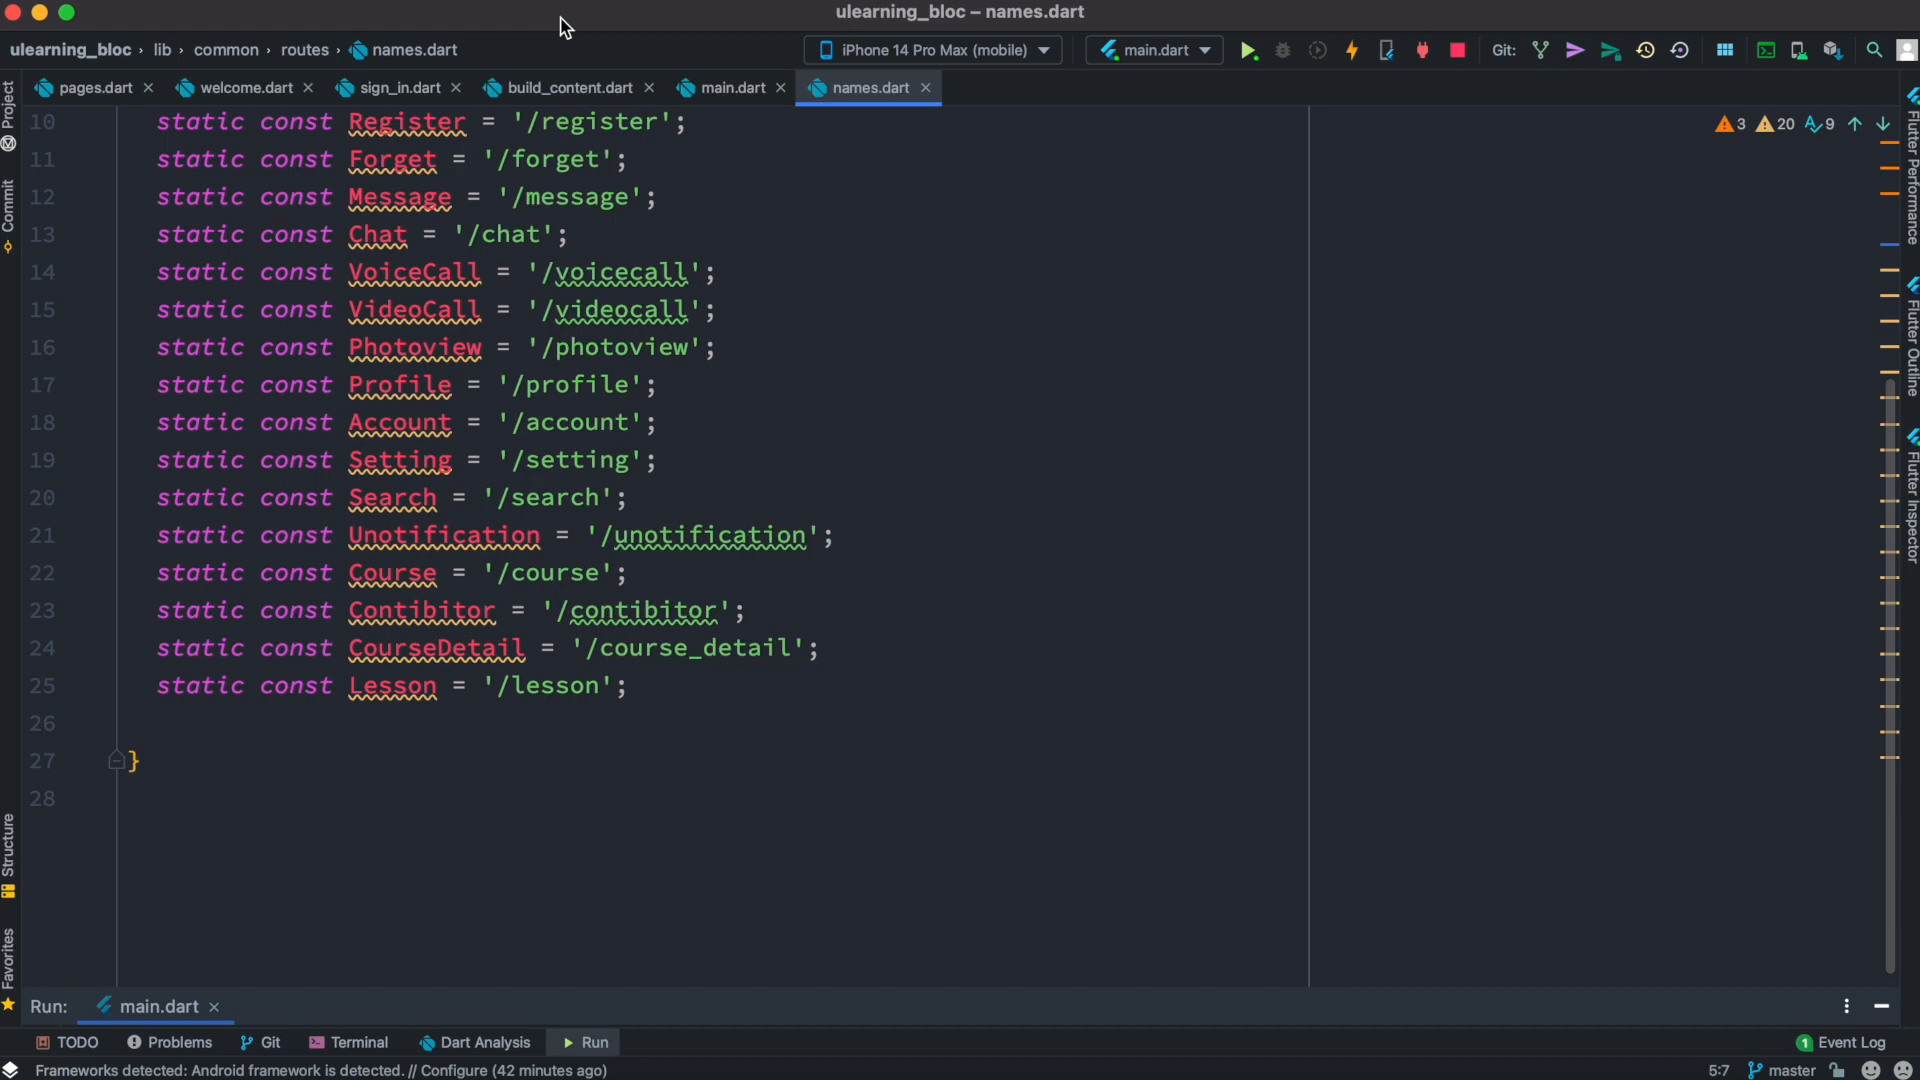 ulearning_bloc – names.dart
ulearning_bloc › lib › common › routes › names.dart
iPhone 14 Pro Max (mobile)
main.dart
Git:
pages.dart
welcome.dart
sign_in.dart
build_content.dart
main.dart
names.dart
3 20 9
10 static const Register = '/register';
11 static const Forget = '/forget';
12 static const Message = '/message';
13 static const Chat = '/chat';
14 static const VoiceCall = '/voicecall';
15 static const VideoCall = '/videocall';
16 static const Photoview = '/photoview';
17 static const Profile = '/profile';
18 static const Account = '/account';
19 static const Setting = '/setting';
20 static const Search = '/search';
21 static const Unotification = '/unotification';
22 static const Course = '/course';
23 static const Contibitor = '/contibitor';
24 static const CourseDetail = '/course_detail';
25 static const Lesson = '/lesson';
26
27 }
28
Project
Commit
Structure
Favorites
Flutter Performance
Flutter Outline
Flutter Inspector
Run: main.dart
TODO
Problems
Git
Terminal
Dart Analysis
Run
1 Event Log
Frameworks detected: Android framework is detected. // Configure (42 minutes ago)
5:7 master